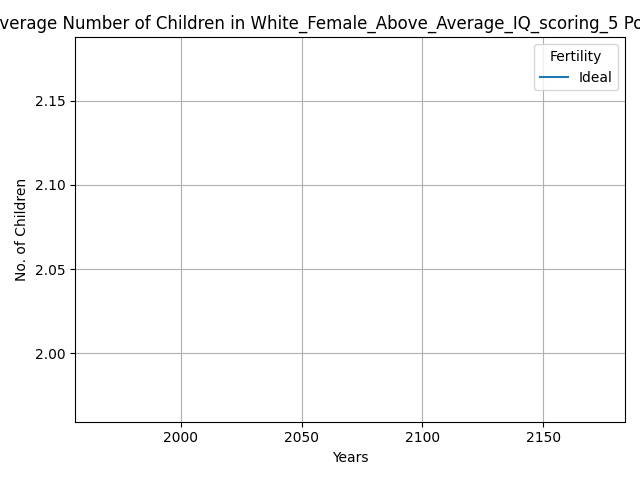 verage Number of Children in White_Female_Above_Average_IQ_scoring_5 Po
Fertility
Ideal
2.15
2.10
2.05
2.00
No. of Children
2000 2050 2100 2150
Years